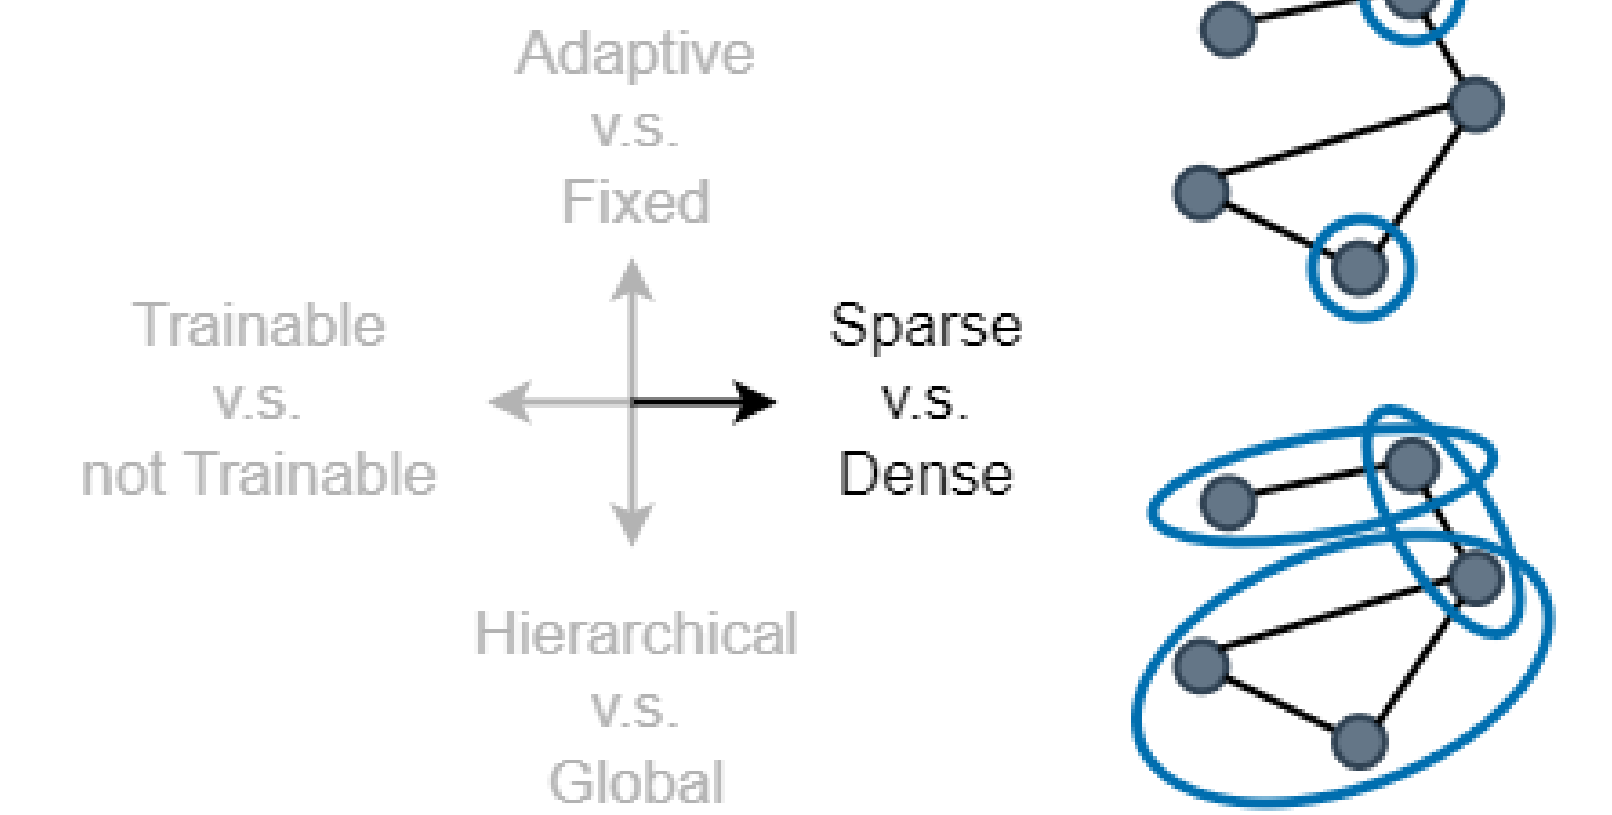 Adaptive
v.s.
Fixed
Trainable
v.s.
not Trainable
Sparse
v.s.
Dense
Hierarchical
v.s.
Global